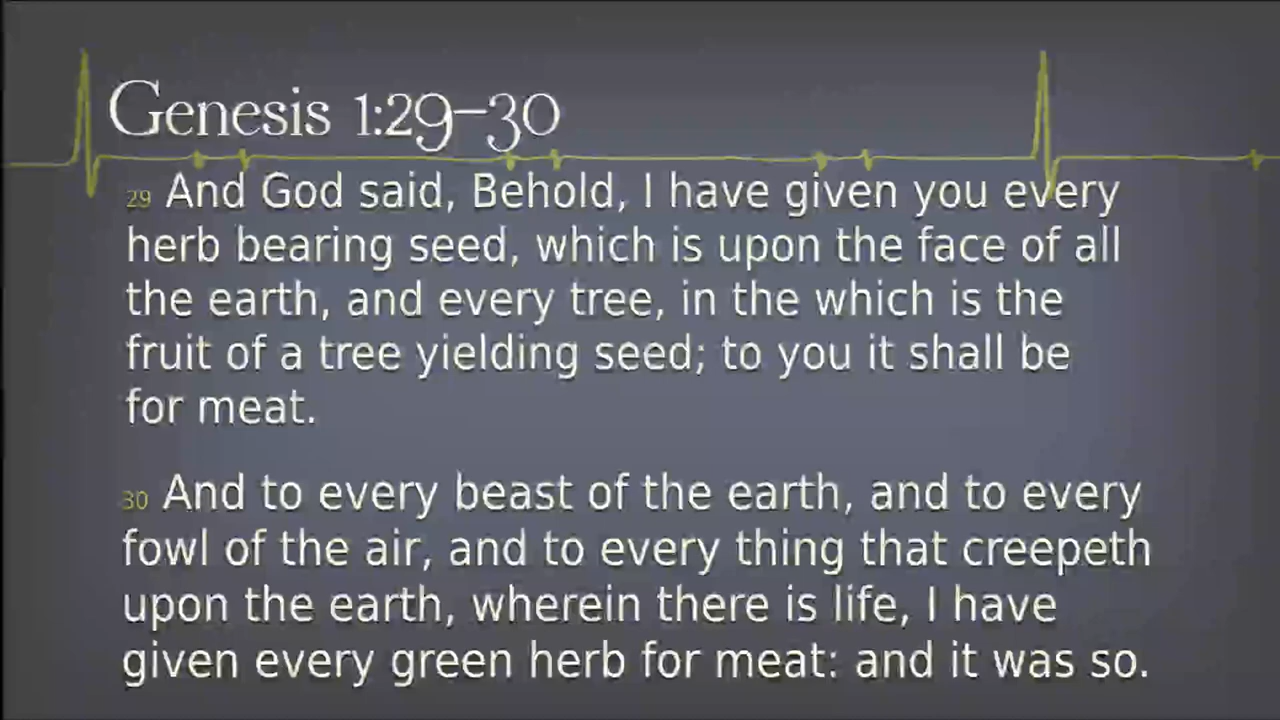 Genesis 1:29–30
29 And God said, Behold, I have given you every
herb bearing seed, which is upon the face of all
the earth, and every tree, in the which is the
fruit of a tree yielding seed; to you it shall be
for meat.
30 And to every beast of the earth, and to every
fowl of the air, and to every thing that creepeth
upon the earth, wherein there is life, I have
given every green herb for meat: and it was so.